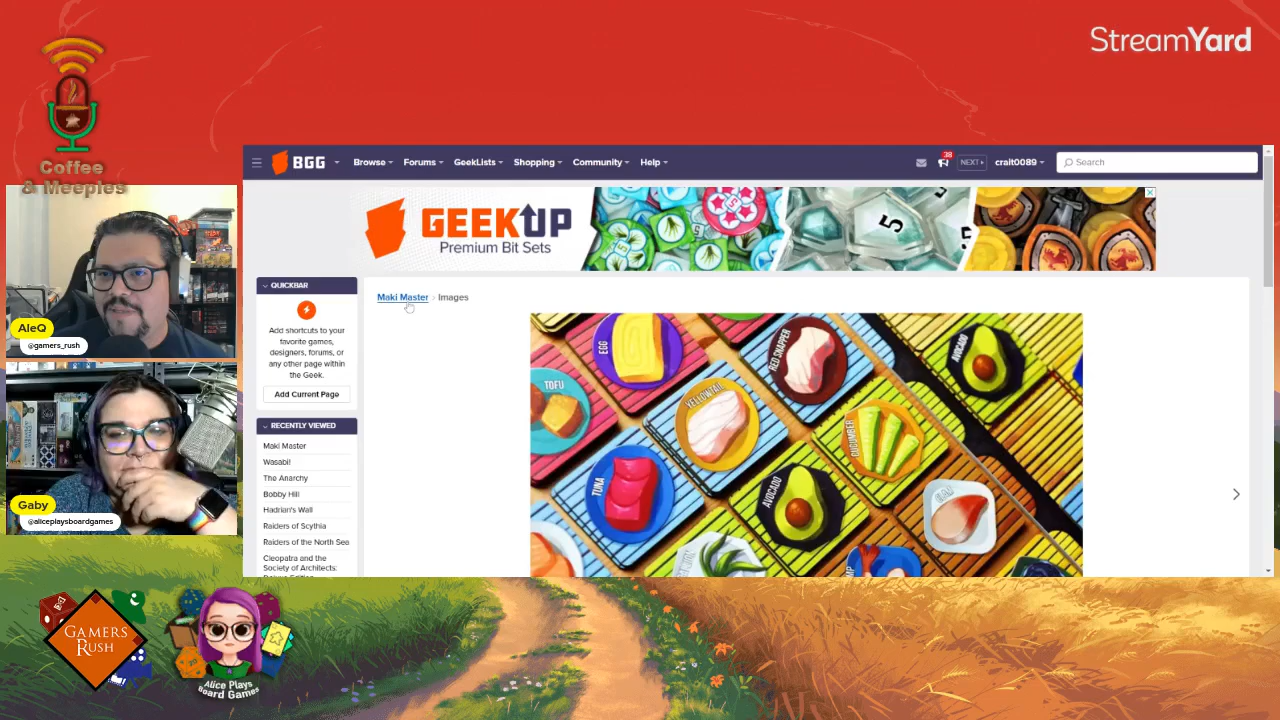 StreamYard
Coffee
& Meeples
BGG
Browse
Forums
GeekLists
Shopping
Community
Help
38
NEXT
cralt0089
Search
GEEKUP
Premium Bit Sets
QUICKBAR
Add shortcuts to your
favorite games,
designers, forums, or
any other page within
the Geek.
Add Current Page
RECENTLY VIEWED
Maki Master
Wasabi!
The Anarchy
Bobby Hill
Hadrian's Wall
Raiders of Scythia
Raiders of the North Sea
Cleopatra and the
Society of Architects:
Maki Master › Images
EGG
RED SNAPPER
AVOCADO
TOFU
YELLOWTAIL
CUCUMBER
TUNA
AVOCADO
5
AleQ
@gamers_rush
Gaby
@aliceplaysboardgames
GAMERS
RUSH
Alice Plays
Board Games